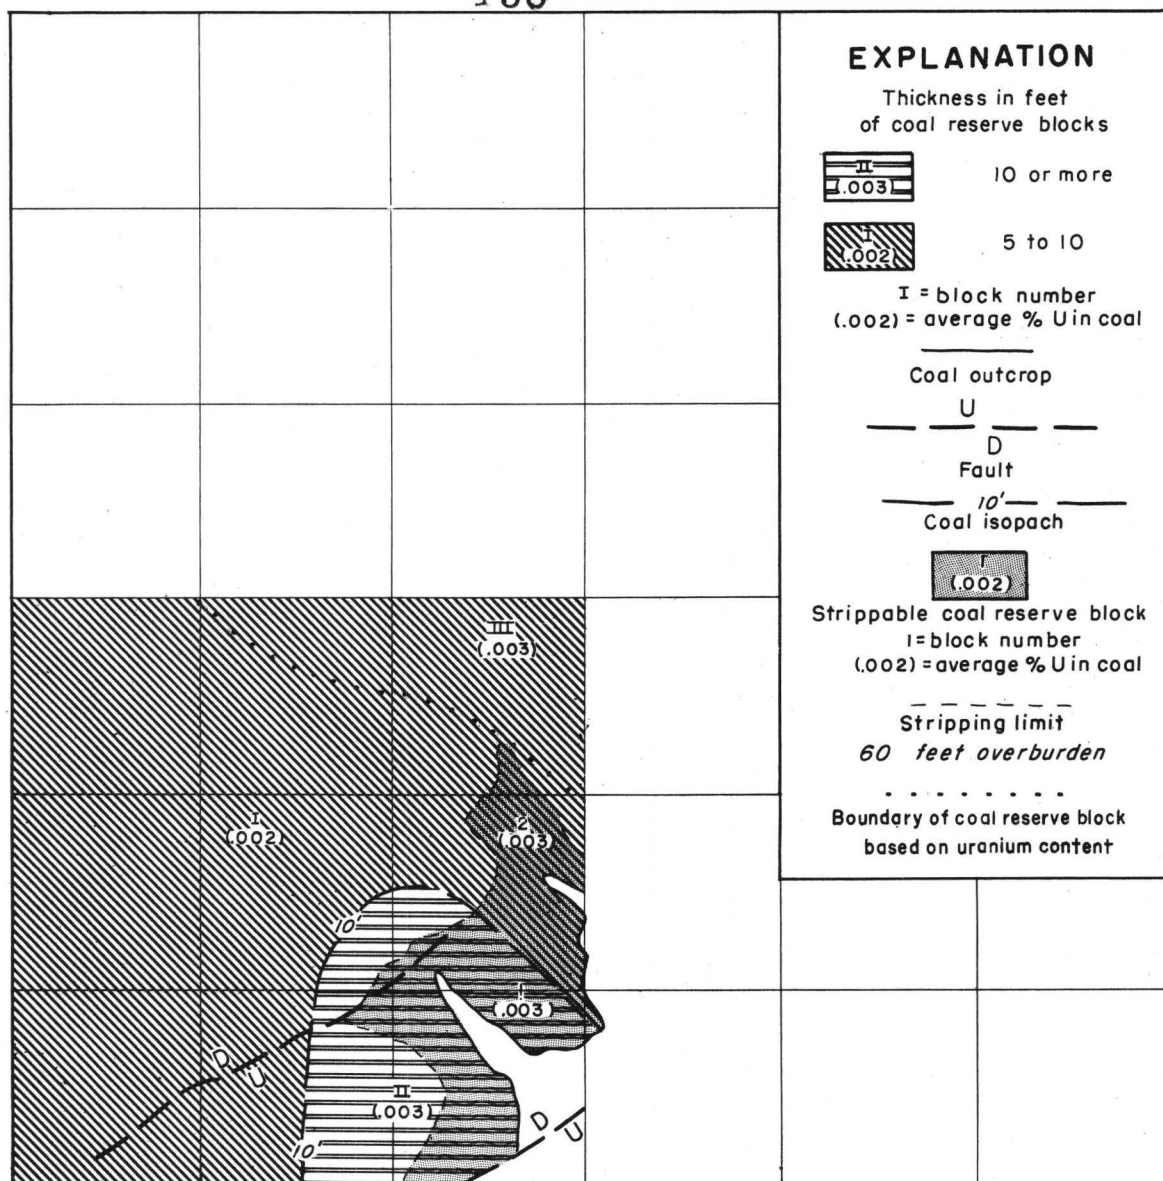 EXPLANATION
Thickness in feet
of coal reserve blocks
II
(.003)
10 or more
I
(.002)
5 to 10
I = block number
(.002) = average % U in coal
Coal outcrop
U
D
Fault
10'
Coal isopach
I
(.002)
Strippable coal reserve block
I = block number
(.002) = average % U in coal
Stripping limit
60 feet overburden
Boundary of coal reserve block
based on uranium content
III
(.003)
I
(.002)
2
(.003)
10'
1
(.003)
D
U
II
(.003)
D
U
10'